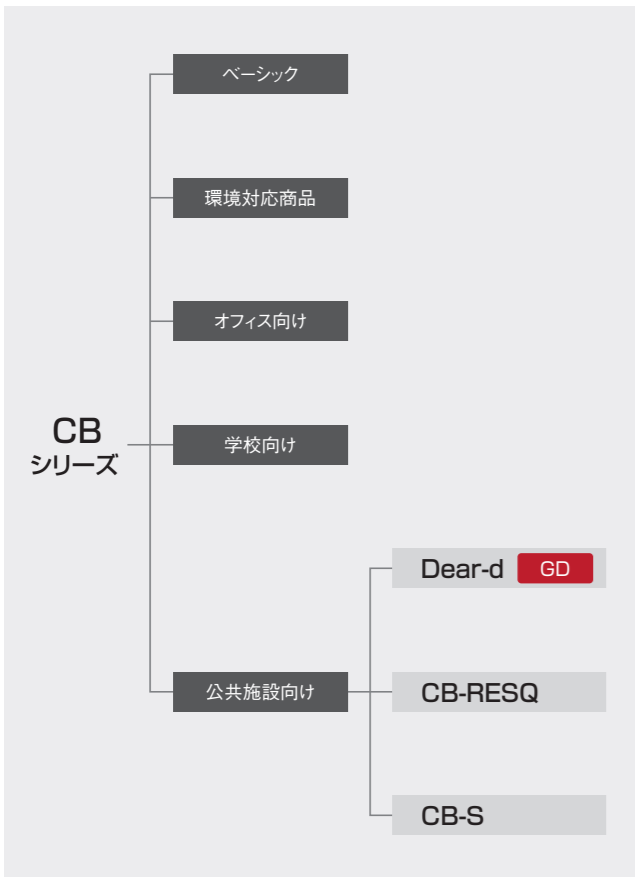 ベーシック
環境対応商品
オフィス向け
CB
シリーズ
学校向け
Dear-d GD
公共施設向け
CB-RESQ
CB-S